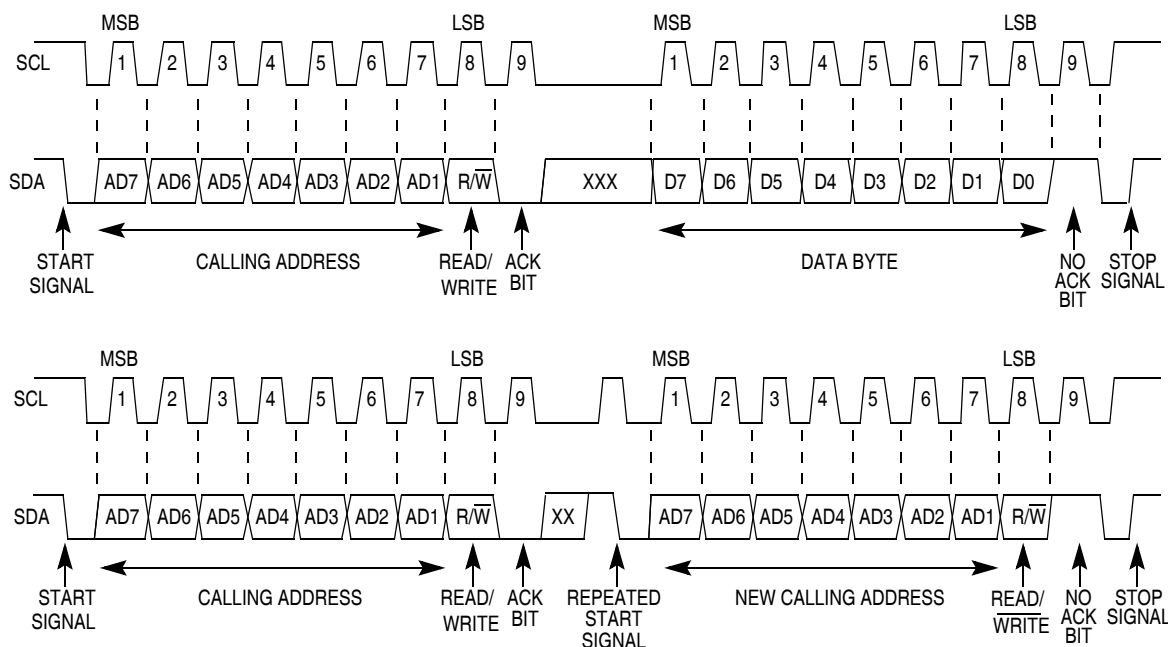 MSB LSB MSB LSB
SCL 1 2 3 4 5 6 7 8 9 1 2 3 4 5 6 7 8 9
SDA AD7 AD6 AD5 AD4 AD3 AD2 AD1 R/W̅ XXX D7 D6 D5 D4 D3 D2 D1 D0
START CALLING ADDRESS READ/ ACK DATA BYTE NO STOP
SIGNAL WRITE BIT ACK SIGNAL
BIT
MSB LSB MSB LSB
SCL 1 2 3 4 5 6 7 8 9 1 2 3 4 5 6 7 8 9
SDA AD7 AD6 AD5 AD4 AD3 AD2 AD1 R/W̅ XX AD7 AD6 AD5 AD4 AD3 AD2 AD1 R/W̅
START CALLING ADDRESS READ/ ACK REPEATED NEW CALLING ADDRESS READ/ NO STOP
SIGNAL WRITE BIT START W̅R̅I̅T̅E̅ ACK SIGNAL
SIGNAL BIT